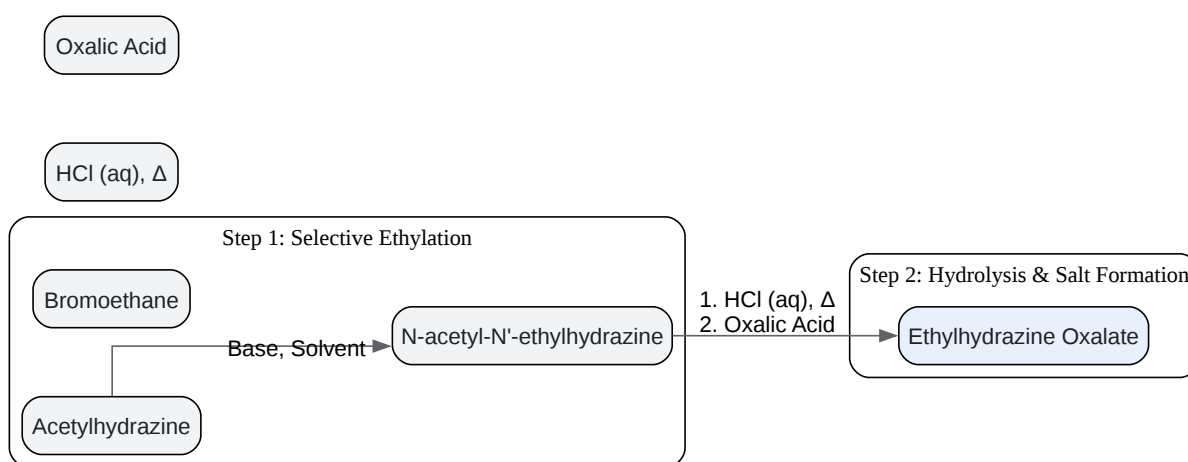 Oxalic Acid
HCl (aq), Δ
Step 1: Selective Ethylation
Step 2: Hydrolysis & Salt Formation
Bromoethane
1. HCl (aq), Δ
2. Oxalic Acid
Base, Solvent
N-acetyl-N'-ethylhydrazine
Ethylhydrazine Oxalate
Acetylhydrazine